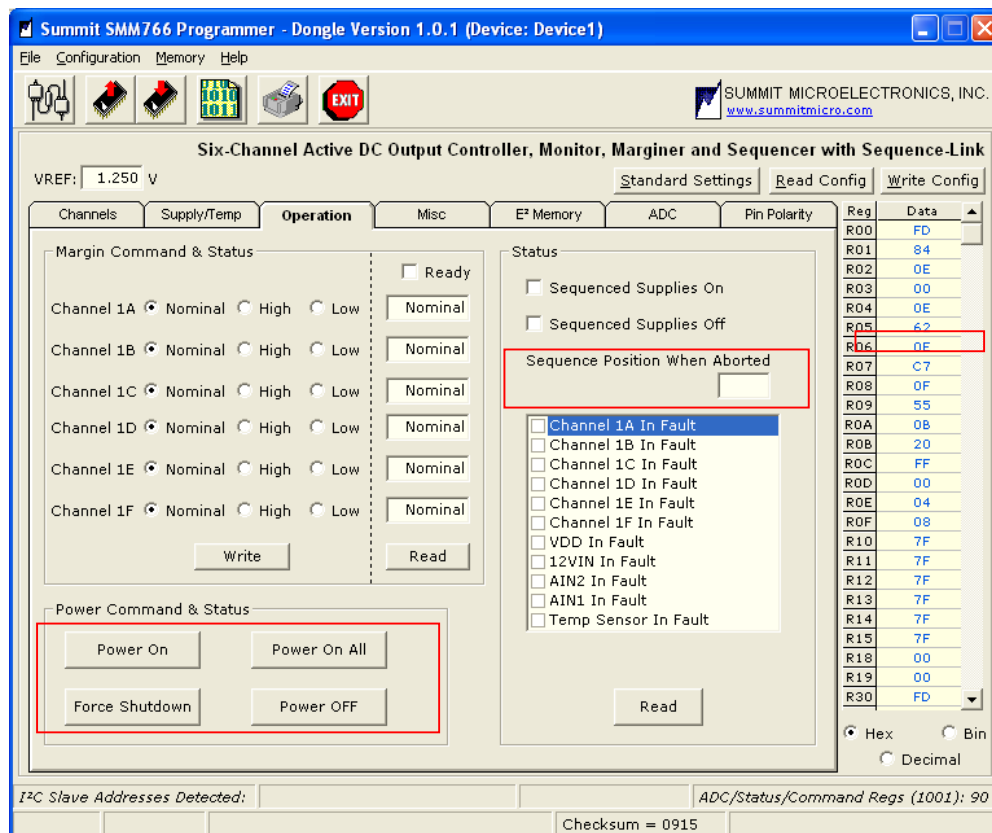 Summit SMM766 Programmer - Dongle Version 1.0.1 (Device: Device1)
File Configuration Memory Help
1010
1011
EXIT
SUMMIT MICROELECTRONICS, INC.
www.summitmicro.com
Six-Channel Active DC Output Controller, Monitor, Marginer and Sequencer with Sequence-Link
VREF: 1.250 V
Standard Settings Read Config Write Config
Channels Supply/Temp Operation Misc E² Memory ADC Pin Polarity
Margin Command & Status
Ready
Channel 1A Nominal High Low Nominal
Channel 1B Nominal High Low Nominal
Channel 1C Nominal High Low Nominal
Channel 1D Nominal High Low Nominal
Channel 1E Nominal High Low Nominal
Channel 1F Nominal High Low Nominal
Write Read
Power Command & Status
Power On Power On All
Force Shutdown Power OFF
Status
Sequenced Supplies On
Sequenced Supplies Off
Sequence Position When Aborted
Channel 1A In Fault
Channel 1B In Fault
Channel 1C In Fault
Channel 1D In Fault
Channel 1E In Fault
Channel 1F In Fault
VDD In Fault
12VIN In Fault
AIN2 In Fault
AIN1 In Fault
Temp Sensor In Fault
Read
Reg Data
R00 FD
R01 84
R02 0E
R03 00
R04 0E
R05 62
R06 0E
R07 C7
R08 0F
R09 55
R0A 0B
R0B 20
R0C FF
R0D 00
R0E 04
R0F 08
R10 7F
R11 7F
R12 7F
R13 7F
R14 7F
R15 7F
R18 00
R19 00
R30 FD
Hex Bin
Decimal
I²C Slave Addresses Detected: ADC/Status/Command Regs (1001): 90
Checksum = 0915